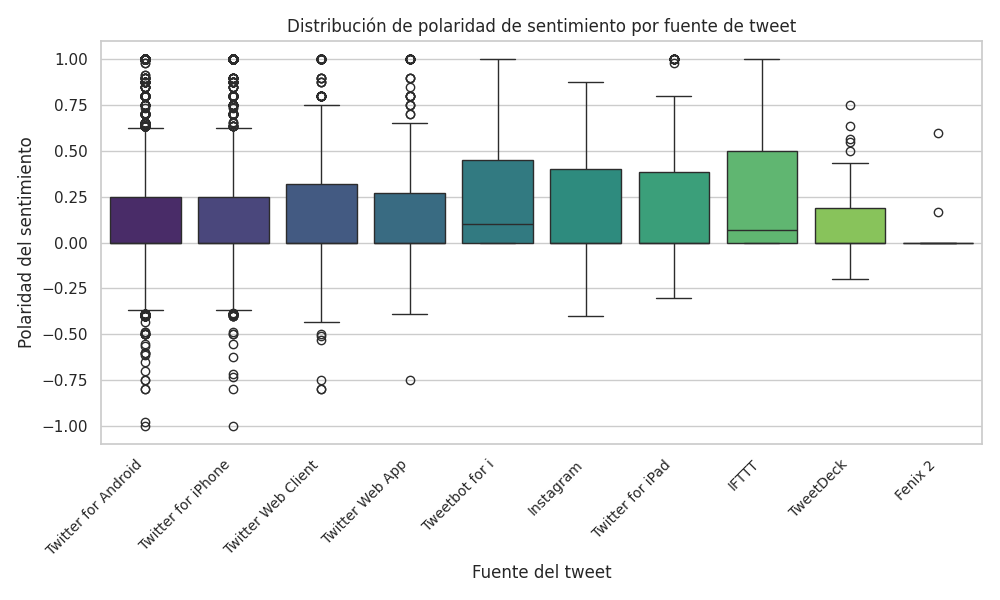 Distribución de polaridad de sentimiento por fuente de tweet
Polaridad del sentimiento
1.00
0.75
0.50
0.25
0.00
−0.25
−0.50
−0.75
−1.00
Twitter for Android
Twitter for iPhone
Twitter Web Client
Twitter Web App
Tweetbot for i
Instagram
Twitter for iPad
IFTTT
TweetDeck
Fenix 2
Fuente del tweet